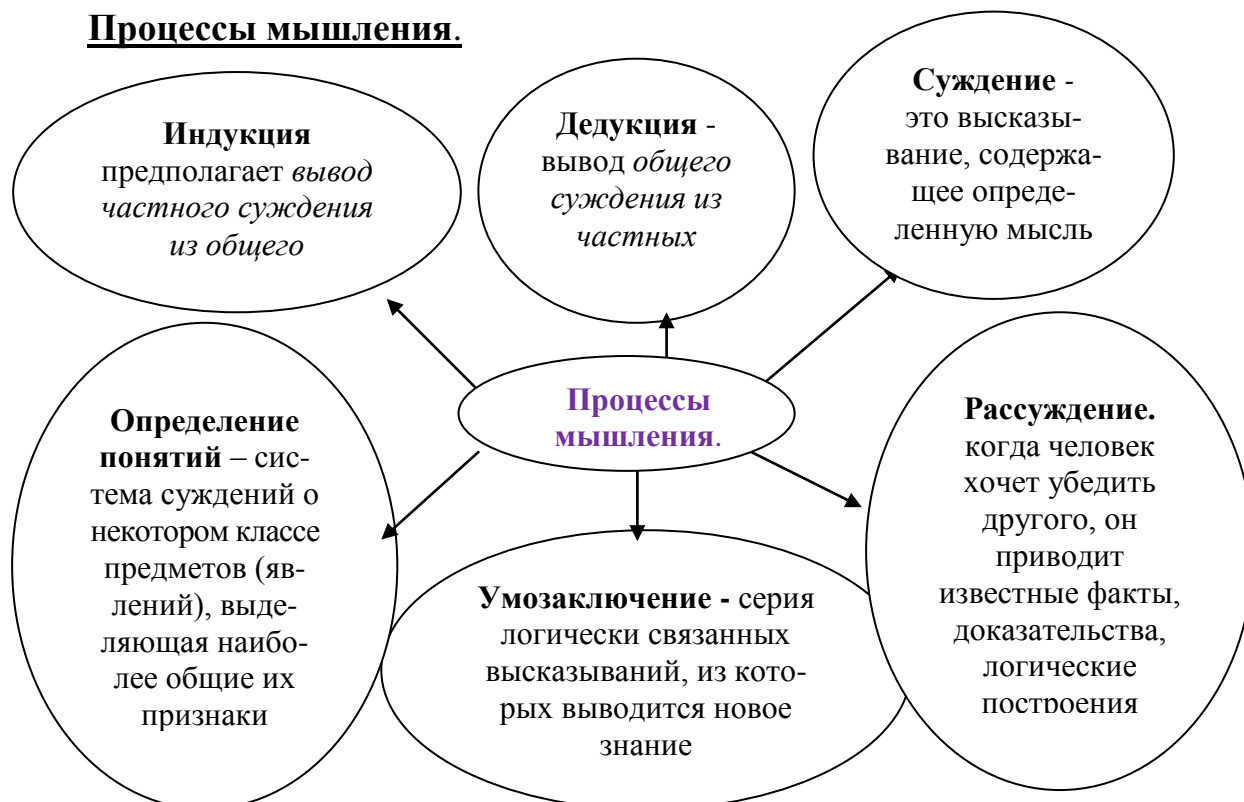 Процессы мышления.
Индукция
предполагает вывод
частного суждения
из общего
Дедукция -
вывод общего
суждения из
частных
Суждение -
это высказы-
вание, содержа-
щее опреде-
ленную мысль
Процессы
мышления.
Определение
понятий – сис-
тема суждений о
некотором классе
предметов (яв-
лений), выде-
ляющая наибо-
лее общие их
признаки
Умозаключение - серия
логически связанных
высказываний, из кото-
рых выводится новое
знание
Рассуждение.
когда человек
хочет убедить
другого, он
приводит
известные факты,
доказательства,
логические
построения